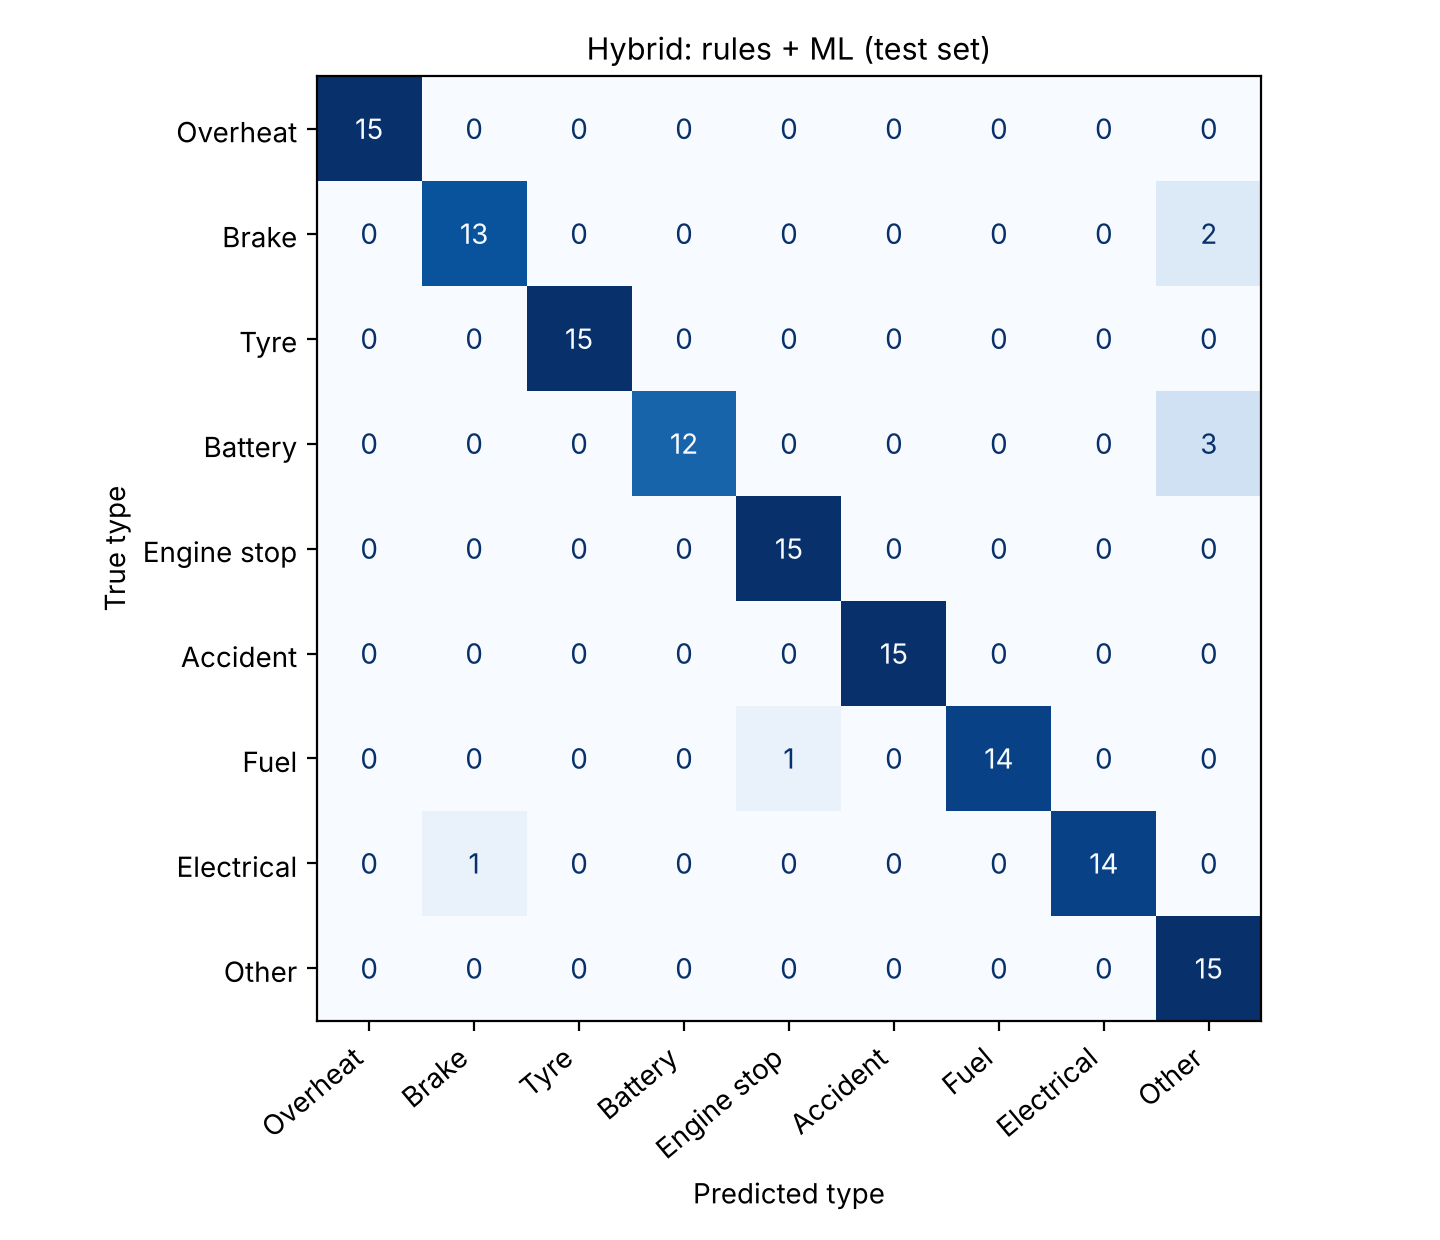 Hybrid: rules + ML (test set)
Overheat 15 0 0 0 0 0 0 0 0
Brake 0 13 0 0 0 0 0 0 2
Tyre 0 0 15 0 0 0 0 0 0
Battery 0 0 0 12 0 0 0 0 3
Engine stop 0 0 0 0 15 0 0 0 0
Accident 0 0 0 0 0 15 0 0 0
Fuel 0 0 0 0 1 0 14 0 0
Electrical 0 1 0 0 0 0 0 14 0
Other 0 0 0 0 0 0 0 0 15
True type
Overheat Brake Tyre Battery Engine stop Accident Fuel Electrical Other
Predicted type